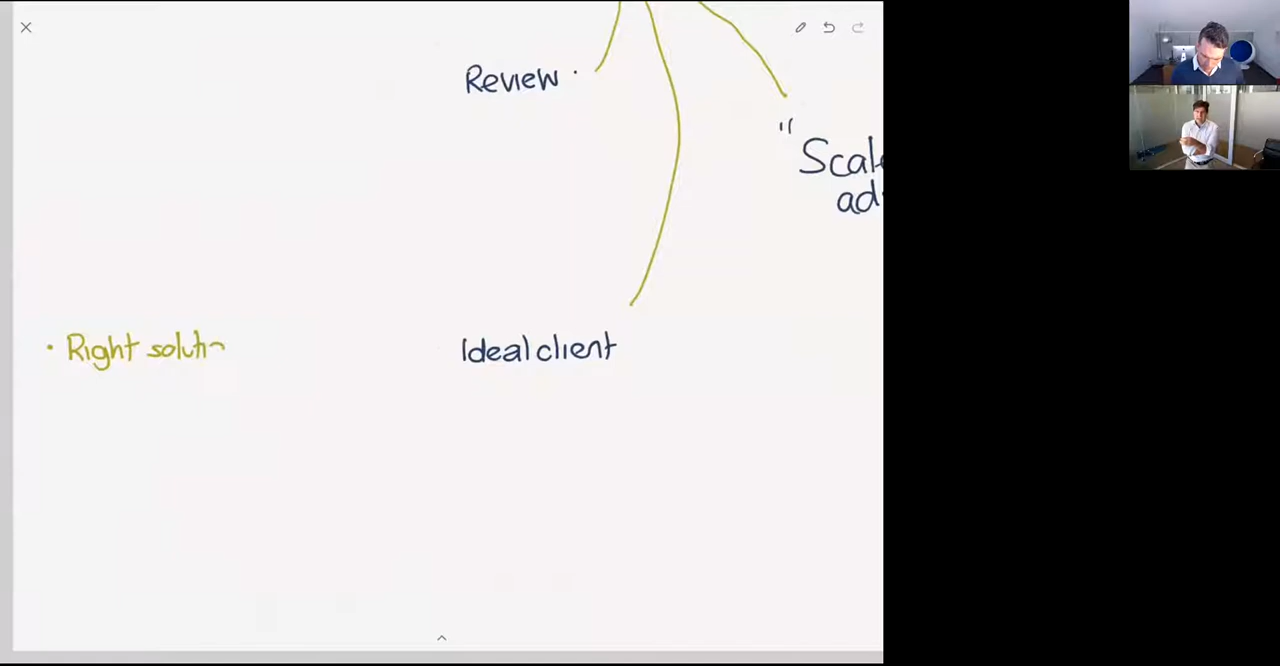 Review .
"
Scal
ad
• Right soluti
Ideal client